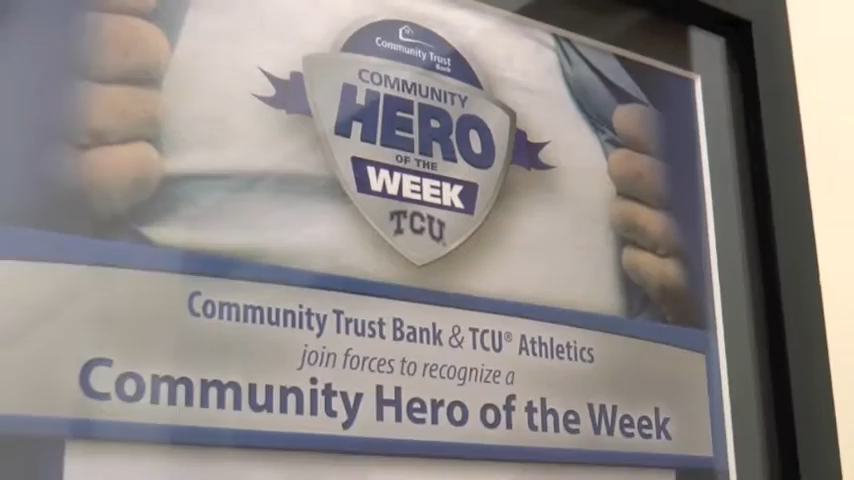 Community Trust
Bank
COMMUNITY
HERO
OF THE
WEEK
TCU
Community Trust Bank & TCU® Athletics
join forces to recognize a
Community Hero of the Week